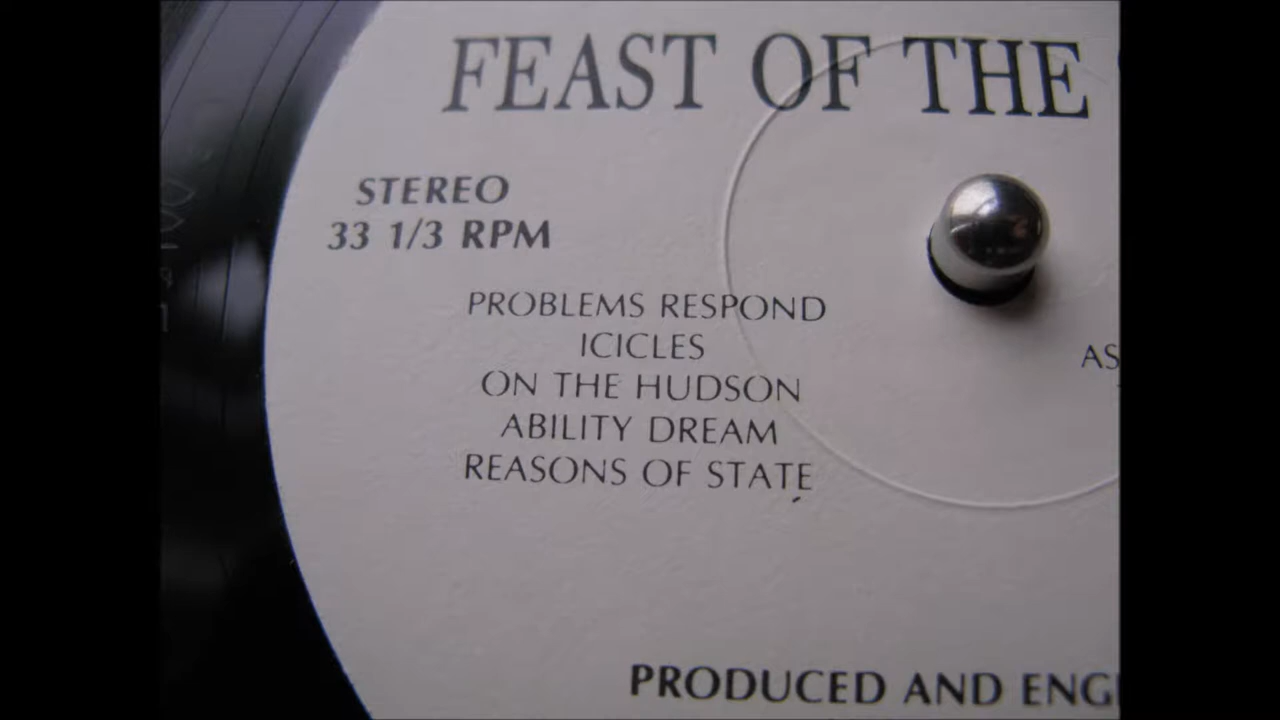 FEAST OF THE
STEREO
33 1/3 RPM
PROBLEMS RESPOND
ICICLES
ON THE HUDSON
ABILITY DREAM
REASONS OF STATE
AS
PRODUCED AND ENG